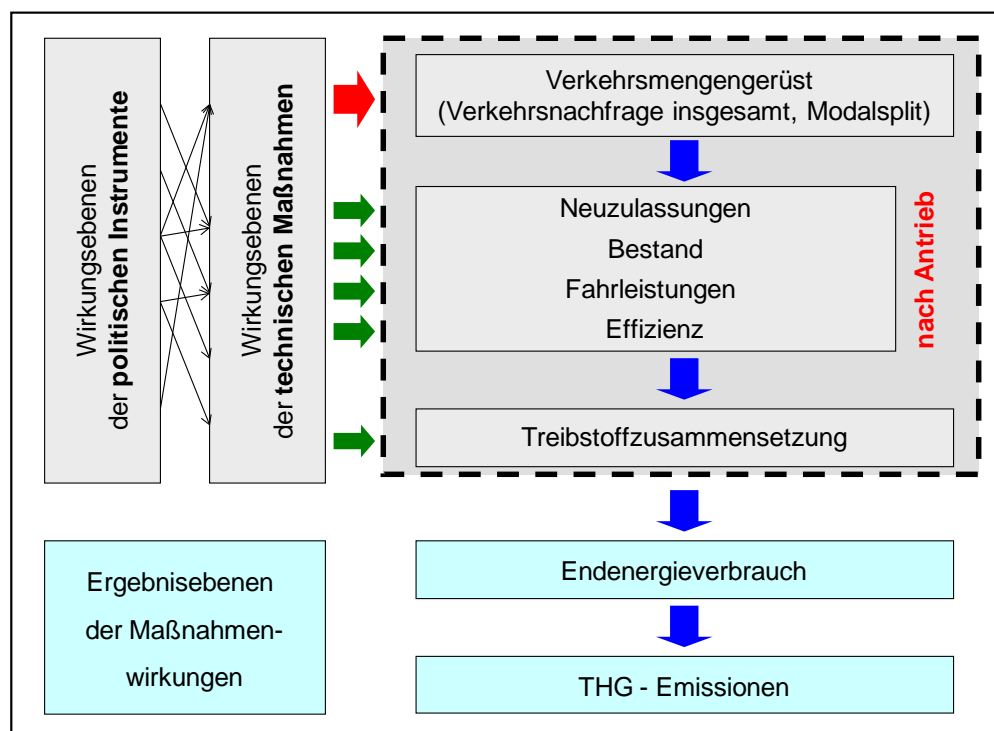 Wirkungsebenen
der politischen Instrumente
Wirkungsebenen
der technischen Maßnahmen
Verkehrsmengengerüst
(Verkehrsnachfrage insgesamt, Modalsplit)
Neuzulassungen
Bestand
Fahrleistungen
Effizienz
nach Antrieb
Treibstoffzusammensetzung
Ergebnisebenen
der Maßnahmen-
wirkungen
Endenergieverbrauch
THG - Emissionen